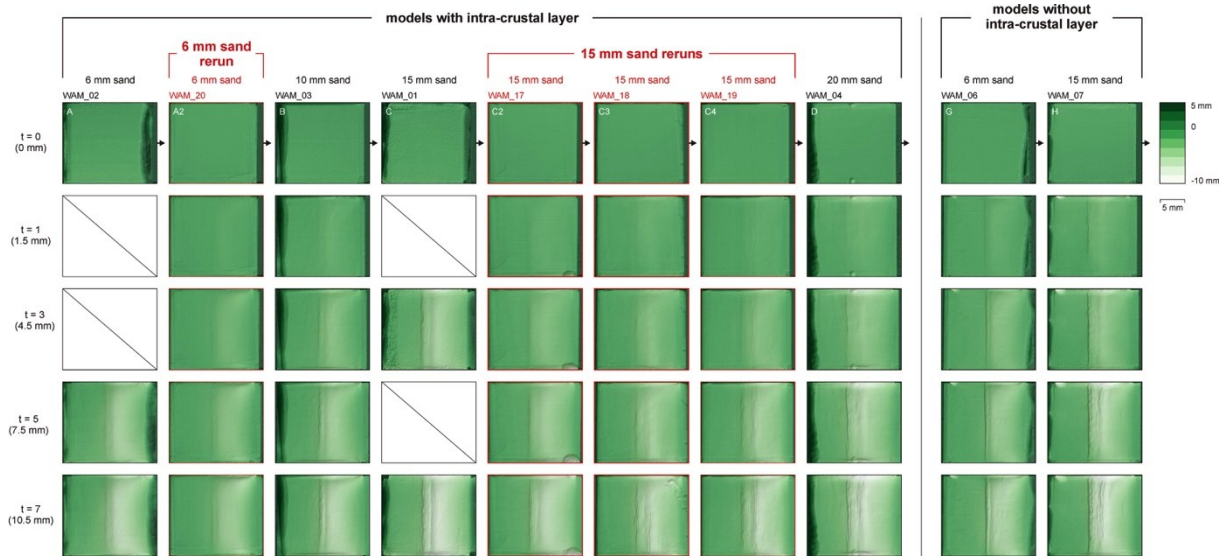 models with intra-crustal layer
models without
intra-crustal layer
6 mm sand
rerun
15 mm sand reruns
6 mm sand
6 mm sand
10 mm sand
15 mm sand
15 mm sand
15 mm sand
15 mm sand
20 mm sand
6 mm sand
15 mm sand
WAM_02
WAM_20
WAM_03
WAM_01
WAM_17
WAM_18
WAM_19
WAM_04
WAM_06
WAM_07
A
A2
B
C
C2
C3
C4
D
G
H
t = 0
(0 mm)
5 mm
0
-10 mm
5 mm
t = 1
(1.5 mm)
t = 3
(4.5 mm)
t = 5
(7.5 mm)
t = 7
(10.5 mm)